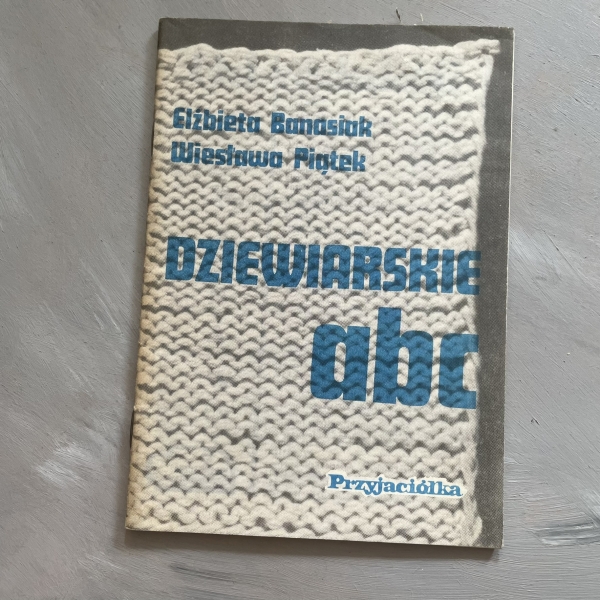 Elżbieta Banasiak
Wiesława Piątek
DZIEWIARSKIE
abc
Przyjaciółka